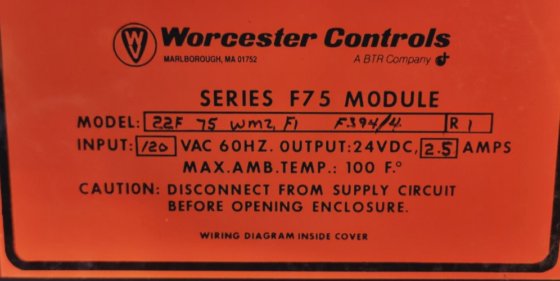 Worcester Controls
MARLBOROUGH, MA 01752
A BTR Company
SERIES F75 MODULE
MODEL: 22F 75 WM2, F1 F394/4 R 1
INPUT: 120 VAC 60HZ. OUTPUT: 24VDC, 2.5 AMPS
MAX. AMB. TEMP.: 100 F.°
CAUTION: DISCONNECT FROM SUPPLY CIRCUIT
BEFORE OPENING ENCLOSURE.
WIRING DIAGRAM INSIDE COVER